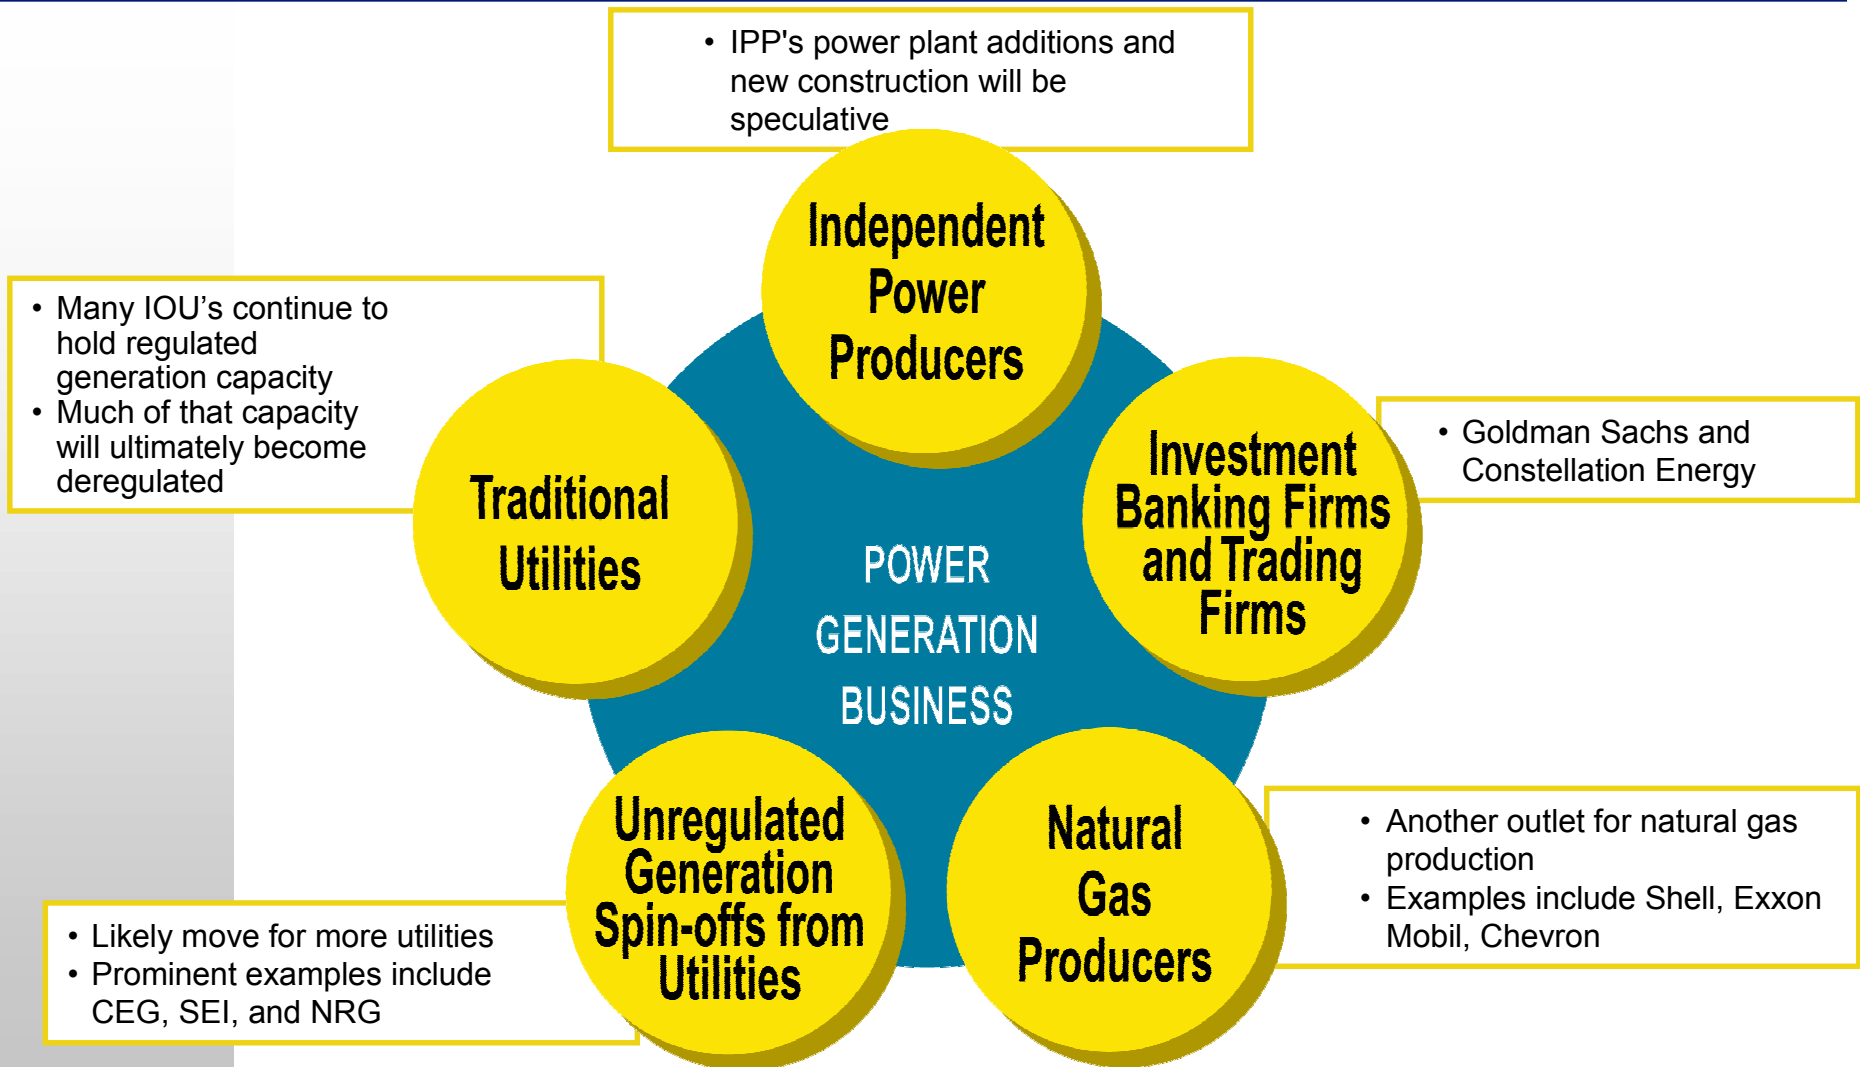 • IPP's power plant additions and
new construction will be
speculative
Independent
Power
Producers
• Many IOU’s continue to
hold regulated
generation capacity
• Much of that capacity
will ultimately become
deregulated
Traditional
Utilities
Investment
Banking Firms
and Trading
Firms
• Goldman Sachs and
Constellation Energy
POWER
GENERATION
BUSINESS
Unregulated
Generation
Spin-offs from
Utilities
• Likely move for more utilities
• Prominent examples include
CEG, SEI, and NRG
Natural
Gas
Producers
• Another outlet for natural gas
production
• Examples include Shell, Exxon
Mobil, Chevron